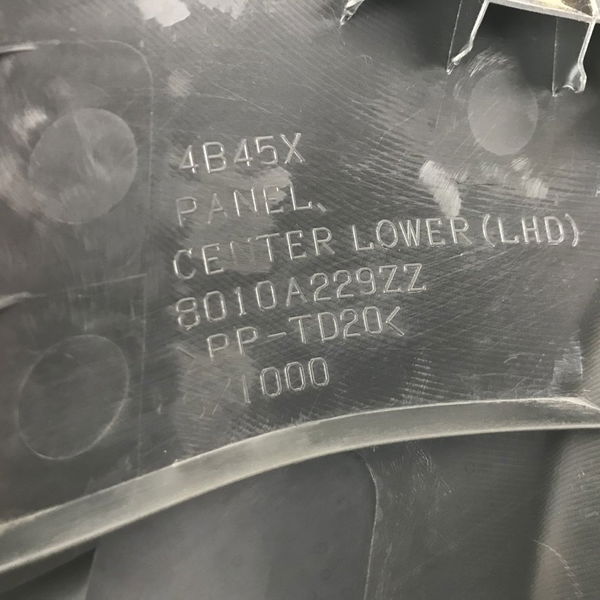 4B45X
PANEL,
CENTER LOWER (LHD)
8010A229ZZ
>PP-TD20<
1000